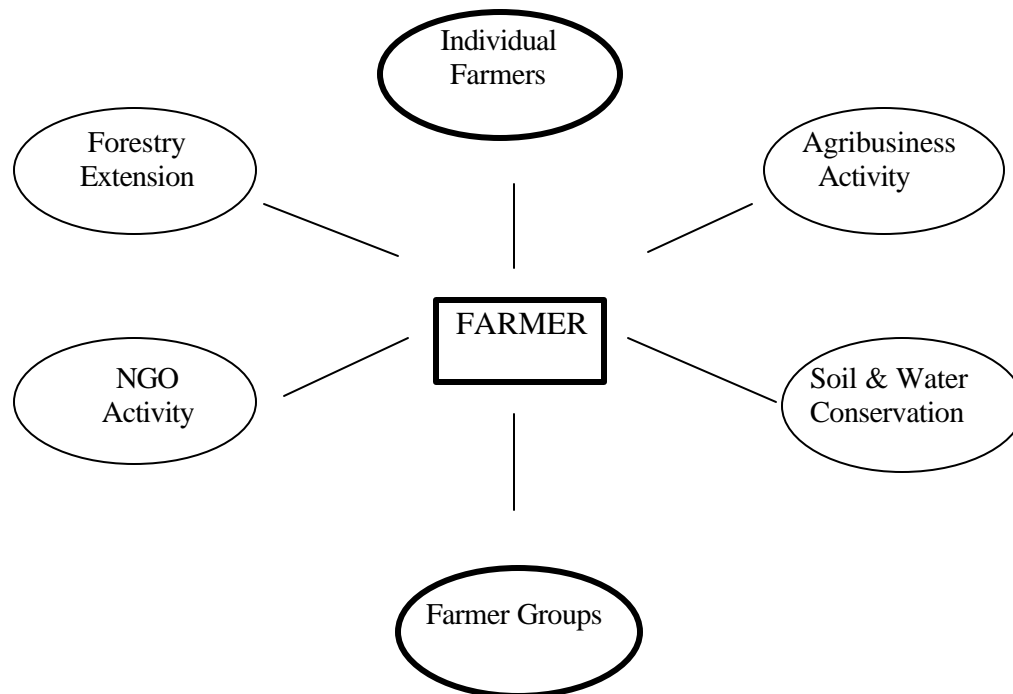 Individual
Farmers
Forestry
Extension
Agribusiness
Activity
FARMER
NGO
Activity
Soil & Water
Conservation
Farmer Groups